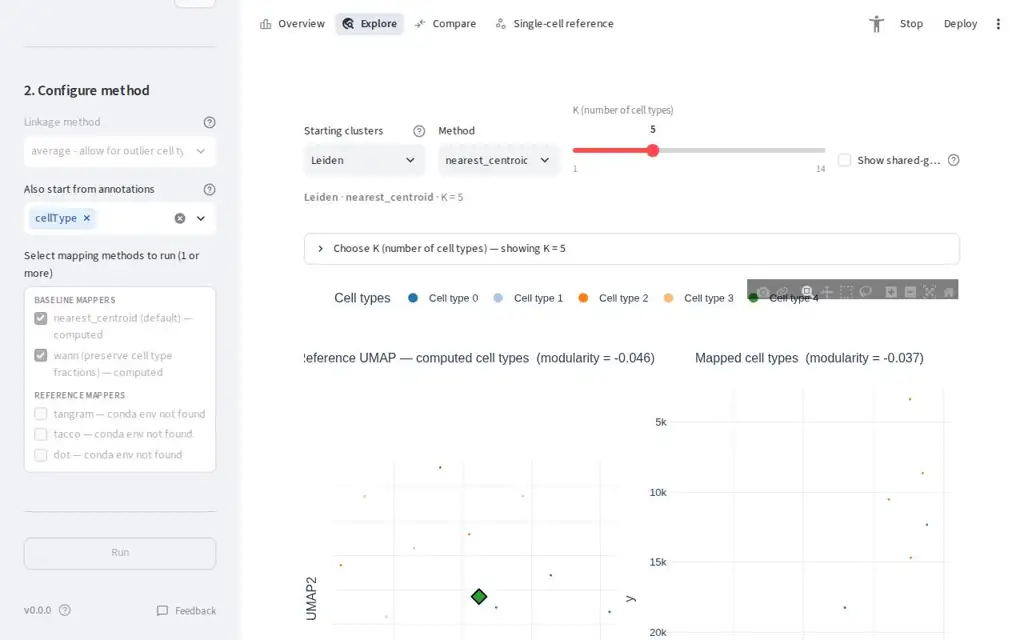 Overview
Explore
Compare
Single-cell reference
Stop
Deploy
2. Configure method
Linkage method
average - allow for outlier cell ty
Also start from annotations
cellType ×
Select mapping methods to run (1 or
more)
BASELINE MAPPERS
nearest_centroid (default) —
computed
wann (preserve cell type
fractions) — computed
REFERENCE MAPPERS
tangram — conda env not found
tacco — conda env not found
dot — conda env not found
Run
v0.0.0
Feedback
K (number of cell types)
Starting clusters
Method
5
Leiden
nearest_centroid
1
14
Show shared-g...
Leiden · nearest_centroid · K = 5
Choose K (number of cell types) — showing K = 5
Cell types
Cell type 0
Cell type 1
Cell type 2
Cell type 3
Cell type 4
Reference UMAP — computed cell types (modularity = -0.046)
Mapped cell types (modularity = -0.037)
UMAP2
5k
10k
15k
20k
y